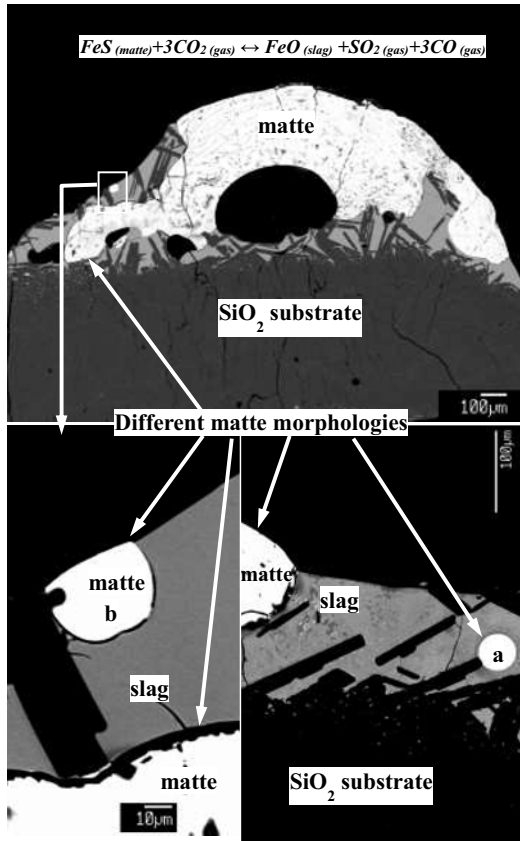 FeS (matte)+3CO2 (gas) ↔ FeO (slag) +SO2 (gas)+3CO (gas)
matte
SiO2 substrate
100µm
Different matte morphologies
100µm
matte
b
slag
matte
10µm
matte
slag
a
SiO2 substrate